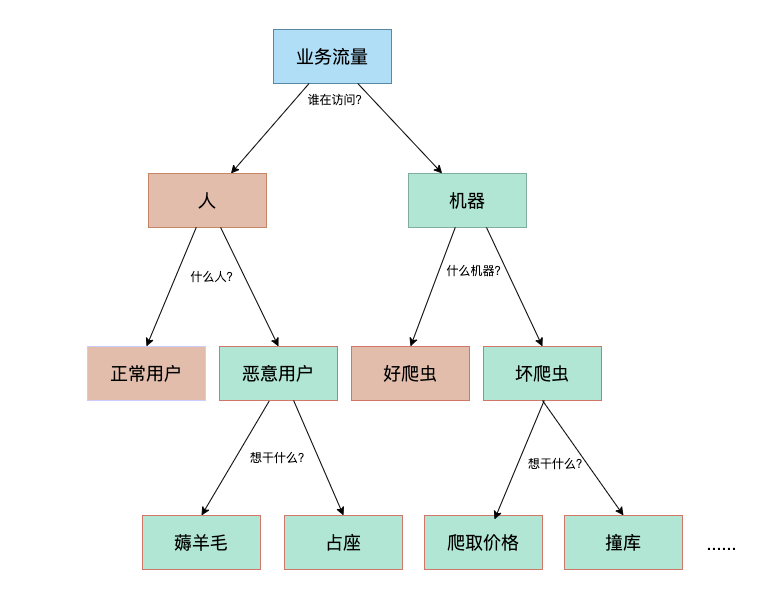 业务流量
谁在访问?
人
机器
什么人?
什么机器?
正常用户
恶意用户
好爬虫
坏爬虫
想干什么?
想干什么?
薅羊毛
占座
爬取价格
撞库
......